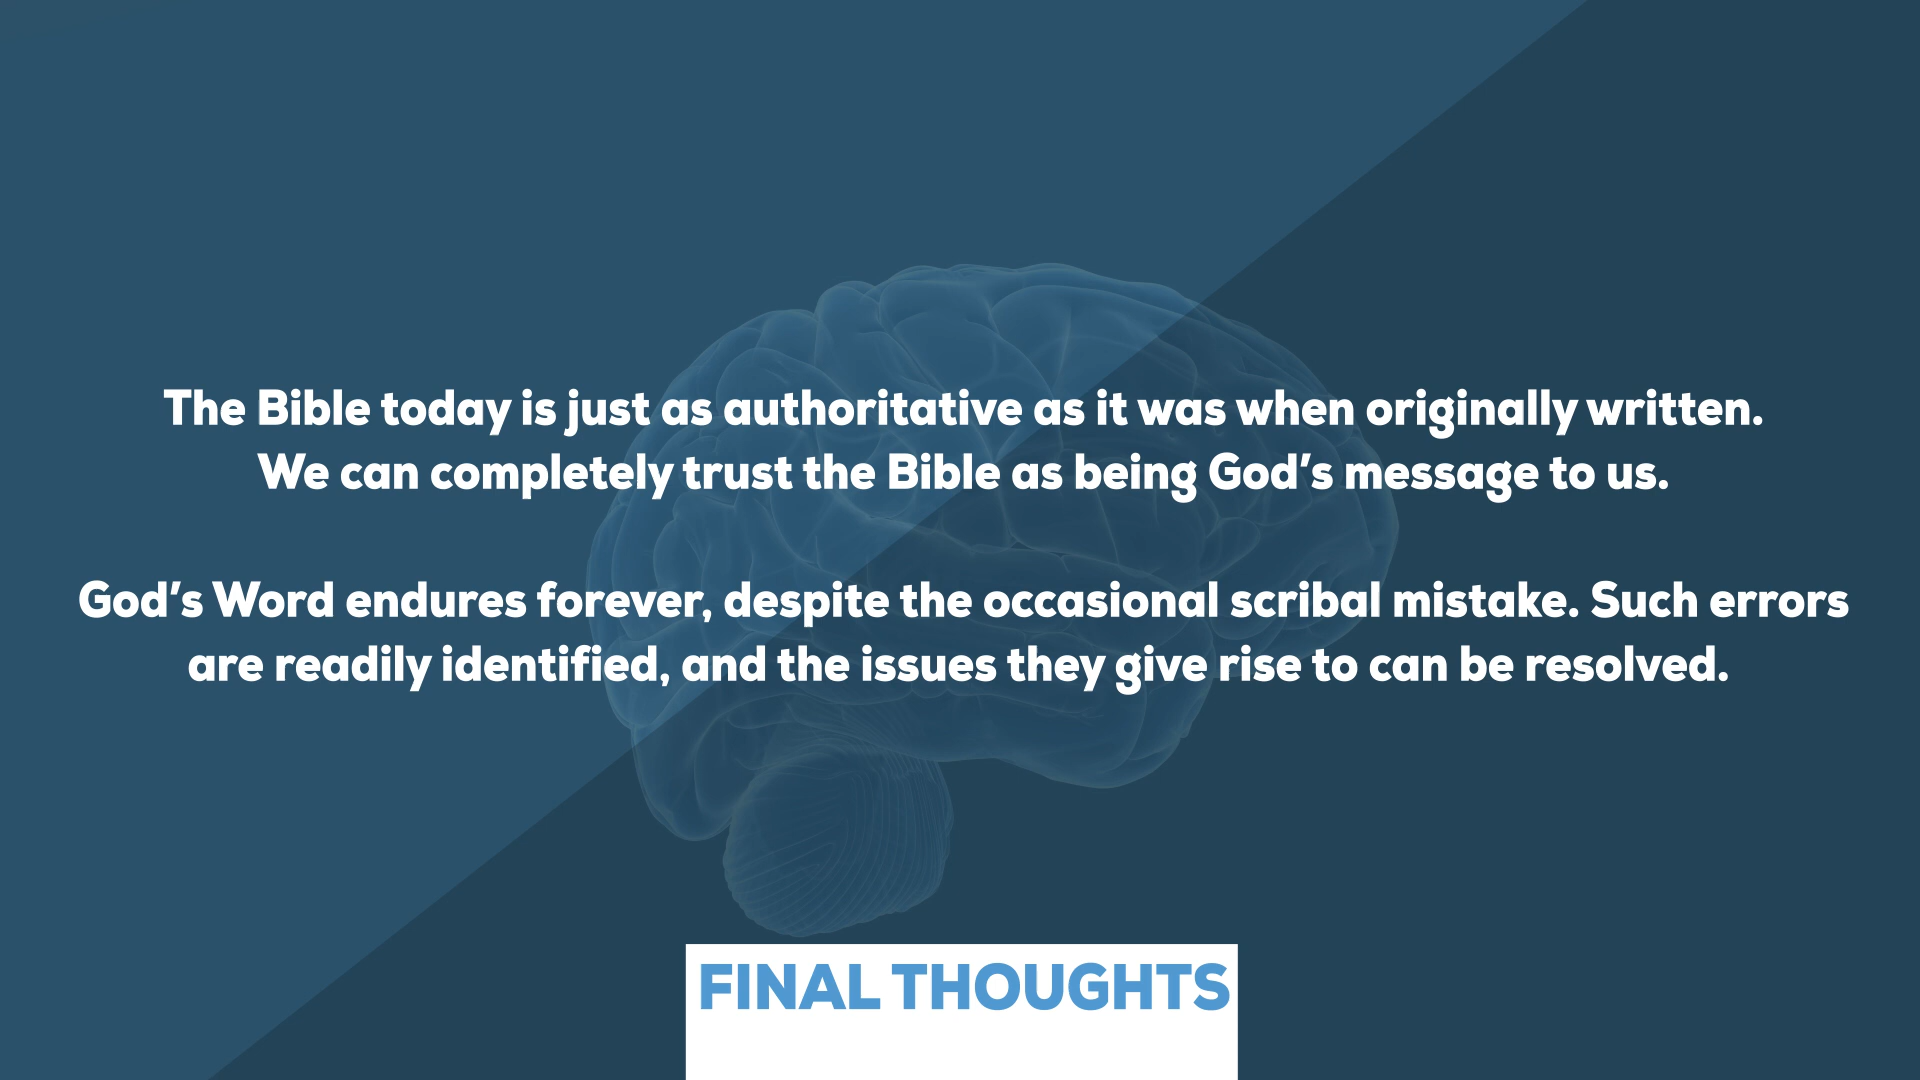 The Bible today is just as authoritative as it was when originally written.
We can completely trust the Bible as being God’s message to us.
God’s Word endures forever, despite the occasional scribal mistake. Such errors
are readily identified, and the issues they give rise to can be resolved.
FINAL THOUGHTS